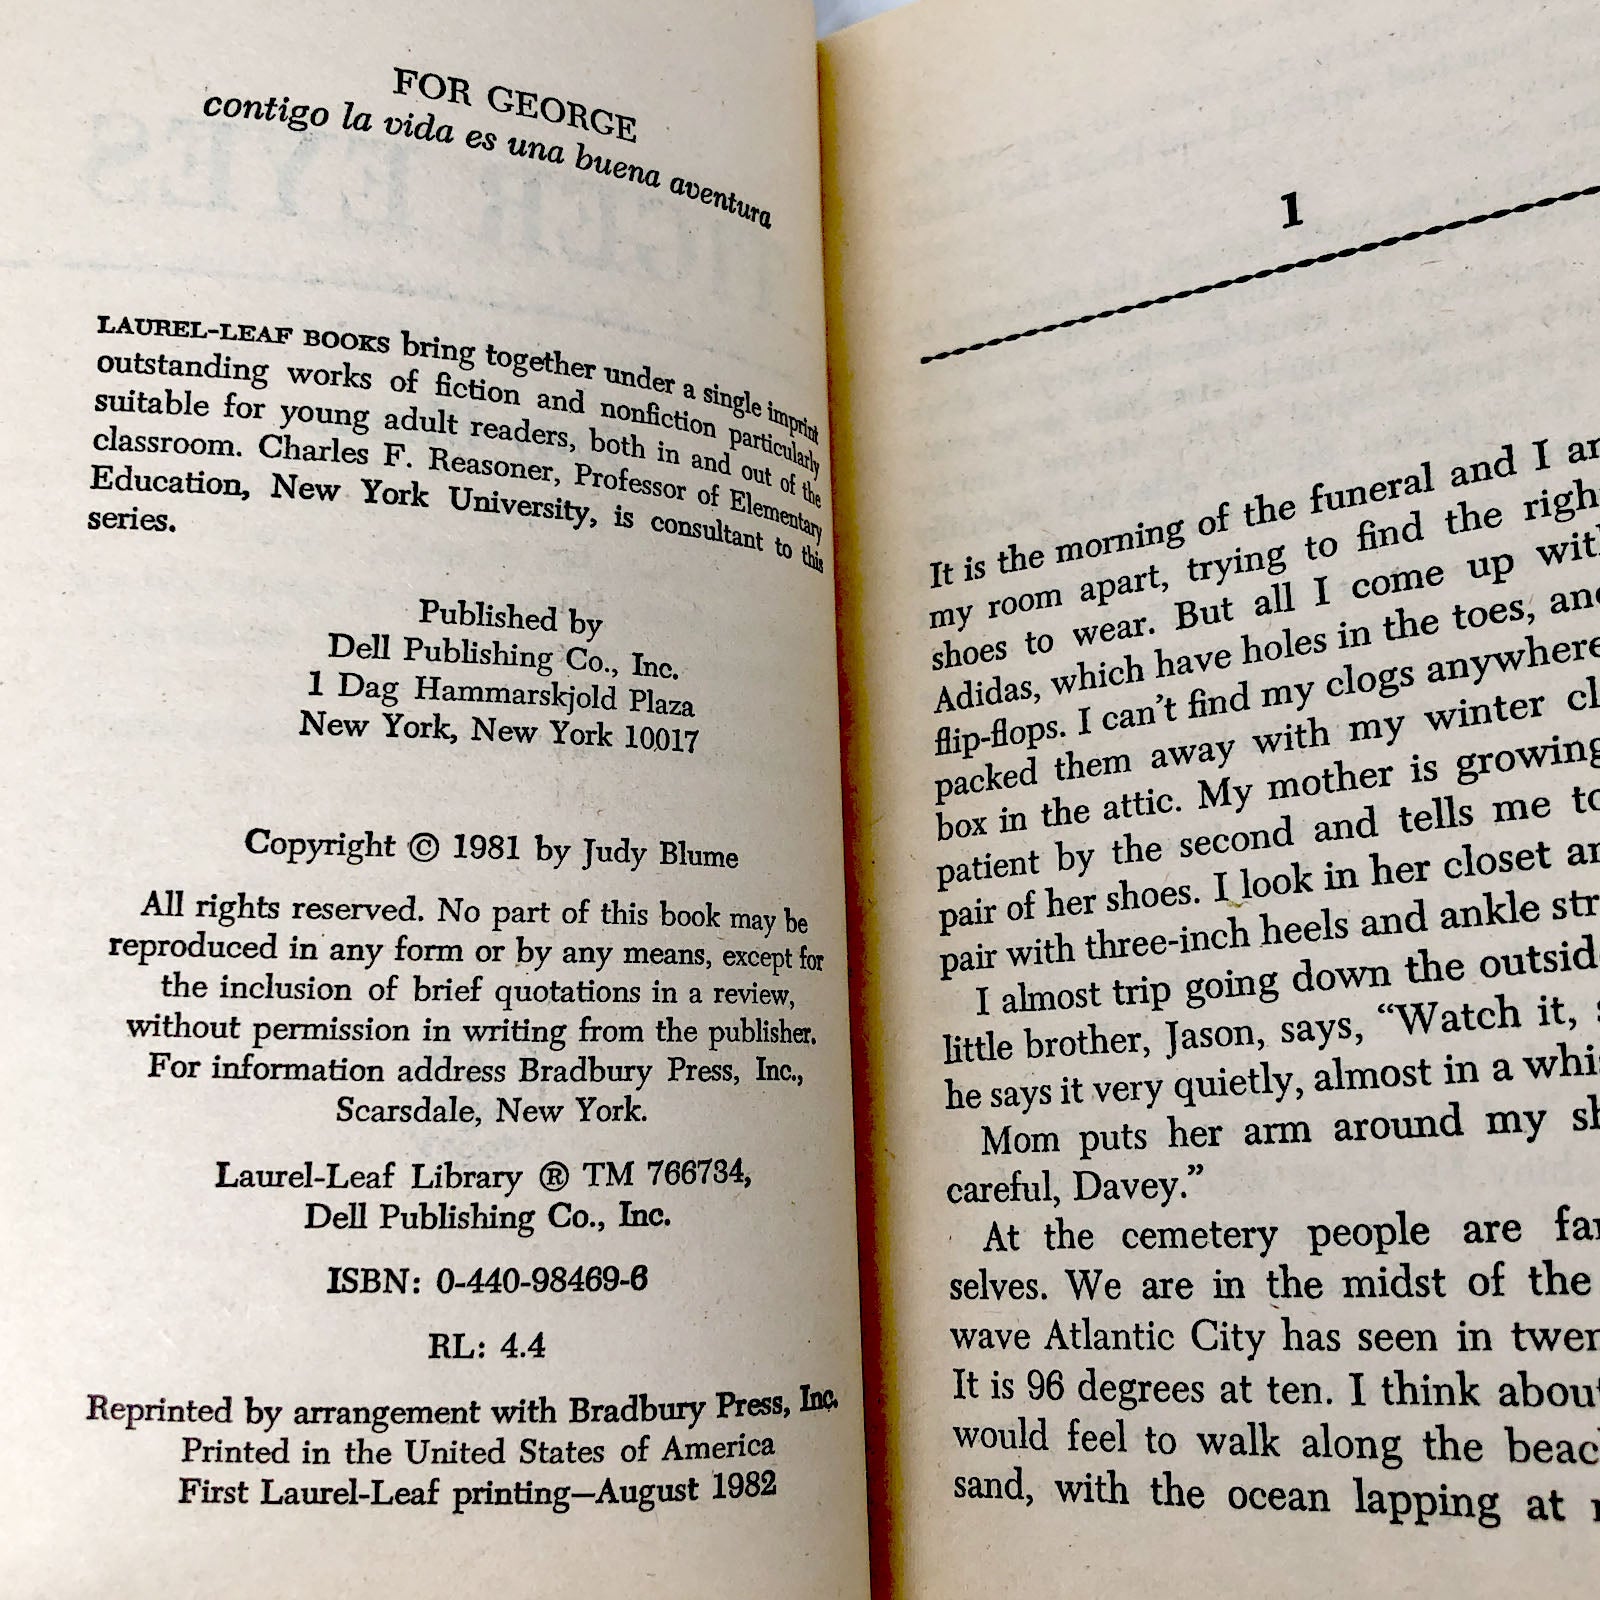 FOR GEORGE
contigo la vida es una buena aventura
LAUREL-LEAF BOOKS bring together under a single imprint
outstanding works of fiction and nonfiction particularly
suitable for young adult readers, both in and out of the
classroom. Charles F. Reasoner, Professor of Elementary
Education, New York University, is consultant to this
series.
Published by
Dell Publishing Co., Inc.
1 Dag Hammarskjold Plaza
New York, New York 10017
Copyright © 1981 by Judy Blume
All rights reserved. No part of this book may be
reproduced in any form or by any means, except for
the inclusion of brief quotations in a review,
without permission in writing from the publisher.
For information address Bradbury Press, Inc.,
Scarsdale, New York.
Laurel-Leaf Library ® TM 766734,
Dell Publishing Co., Inc.
ISBN: 0-440-98469-6
RL: 4.4
Reprinted by arrangement with Bradbury Press, Inc.
Printed in the United States of America
First Laurel-Leaf printing—August 1982
1
It is the morning of the funeral and I
my room apart, trying to find the
shoes to wear. But all I come up
Adidas, which have holes in the toes,
flip-flops. I can't find my clogs anywhere
packed them away with my winter
box in the attic. My mother is growing
patient by the second and tells me
pair of her shoes. I look in her closet
pair with three-inch heels and ankle
I almost trip going down the
little brother, Jason, says, “Watch it,
he says it very quietly, almost in a
Mom puts her arm around my
careful, Davey.”
At the cemetery people are
selves. We are in the midst of the
wave Atlantic City has seen in
It is 96 degrees at ten. I think
would feel to walk along the
sand, with the ocean lapping at